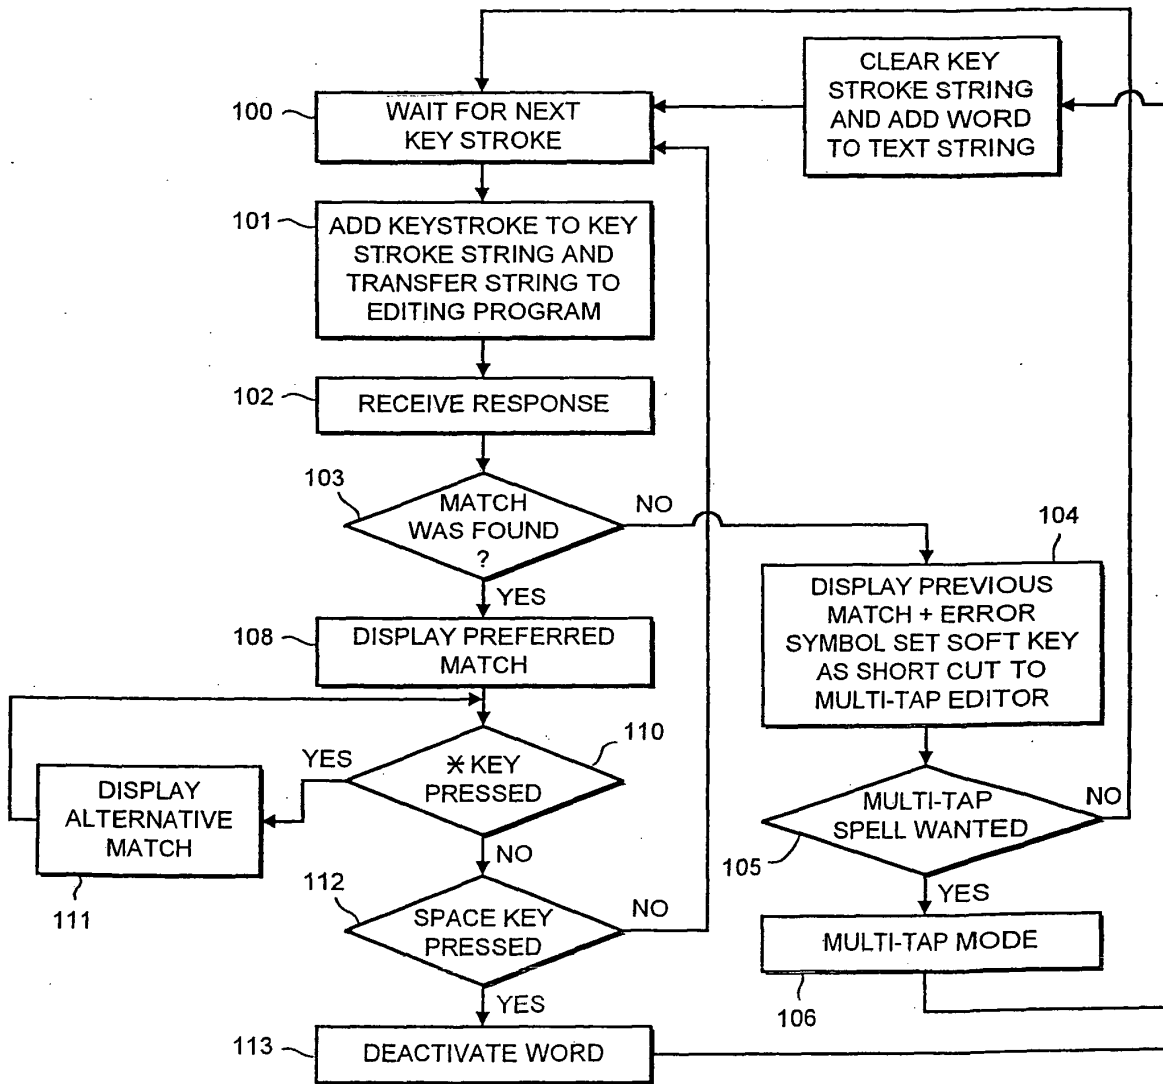 CLEAR KEY
STROKE STRING
AND ADD WORD
TO TEXT STRING
100
WAIT FOR NEXT
KEY STROKE
101
ADD KEYSTROKE TO KEY
STROKE STRING AND
TRANSFER STRING TO
EDITING PROGRAM
102
RECEIVE RESPONSE
103
MATCH
WAS FOUND
?
NO
YES
104
DISPLAY PREVIOUS
MATCH + ERROR
SYMBOL SET SOFT KEY
AS SHORT CUT TO
MULTI-TAP EDITOR
108
DISPLAY PREFERRED
MATCH
110
YES
* KEY
PRESSED
NO
DISPLAY
ALTERNATIVE
MATCH
111
MULTI-TAP
SPELL WANTED
NO
105
YES
112
SPACE KEY
PRESSED
NO
YES
MULTI-TAP MODE
106
113
DEACTIVATE WORD